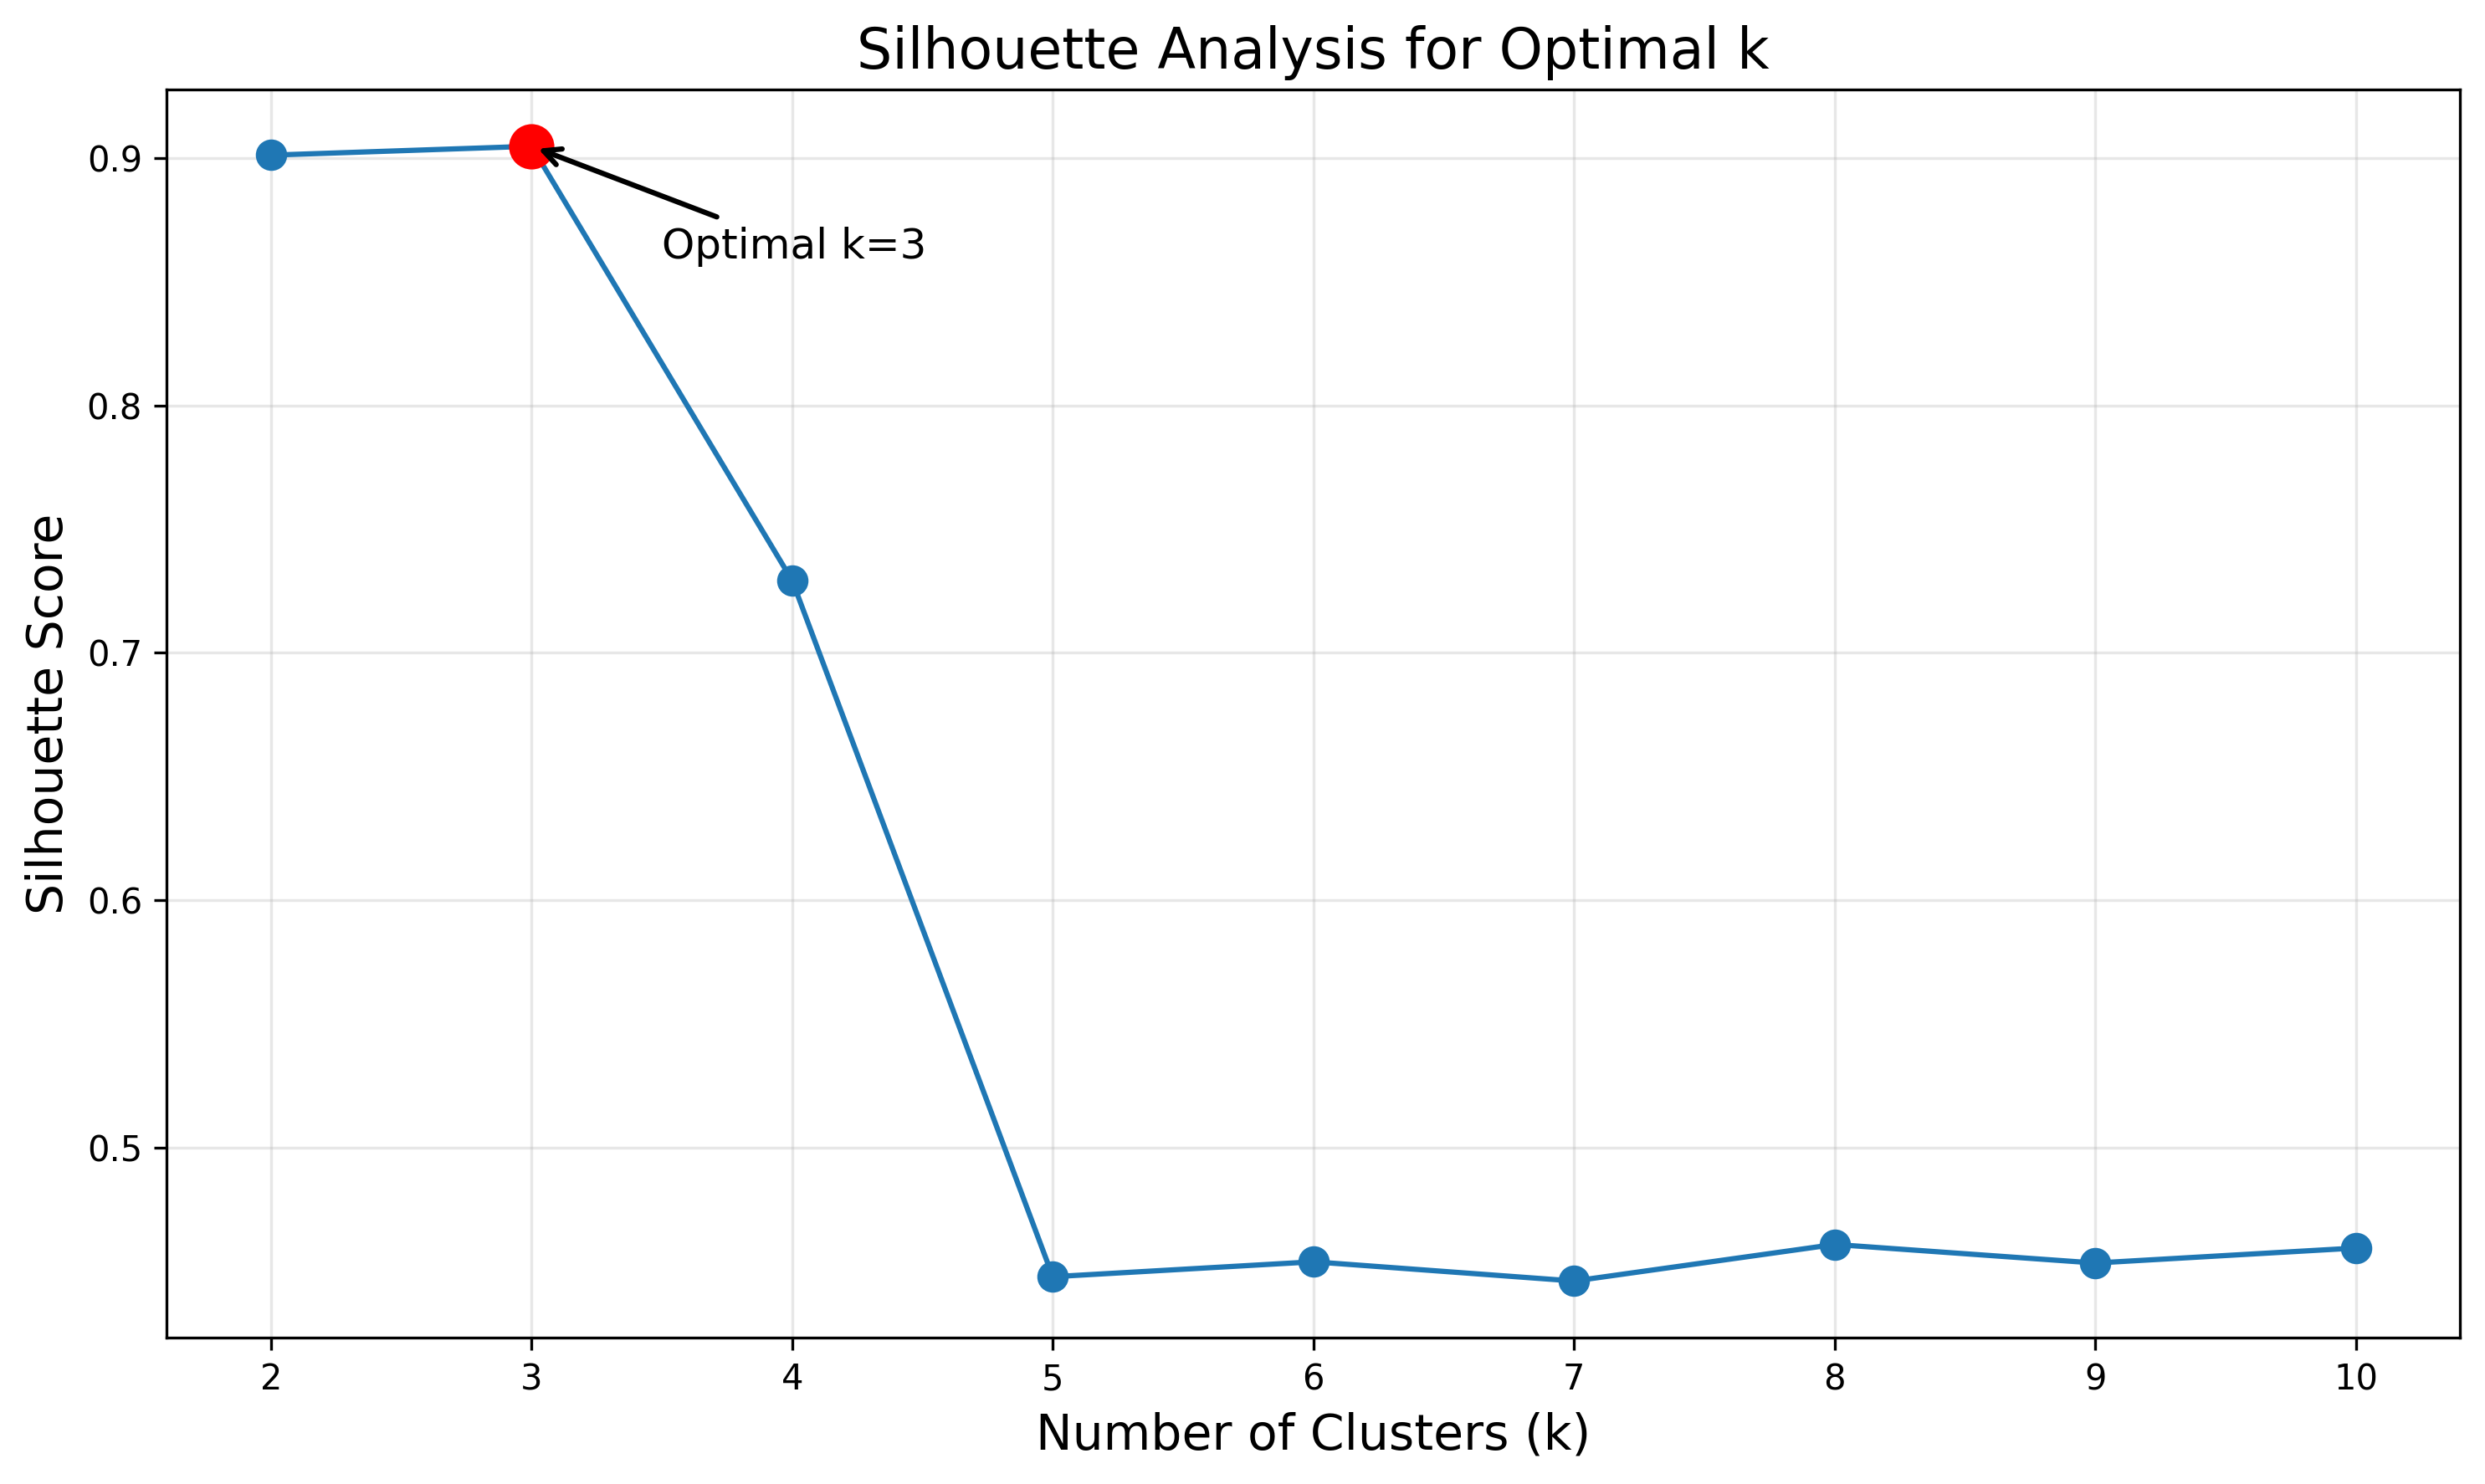 Silhouette Analysis for Optimal k
Silhouette Score
0.9
0.8
0.7
0.6
0.5
Optimal k=3
2 3 4 5 6 7 8 9 10
Number of Clusters (k)